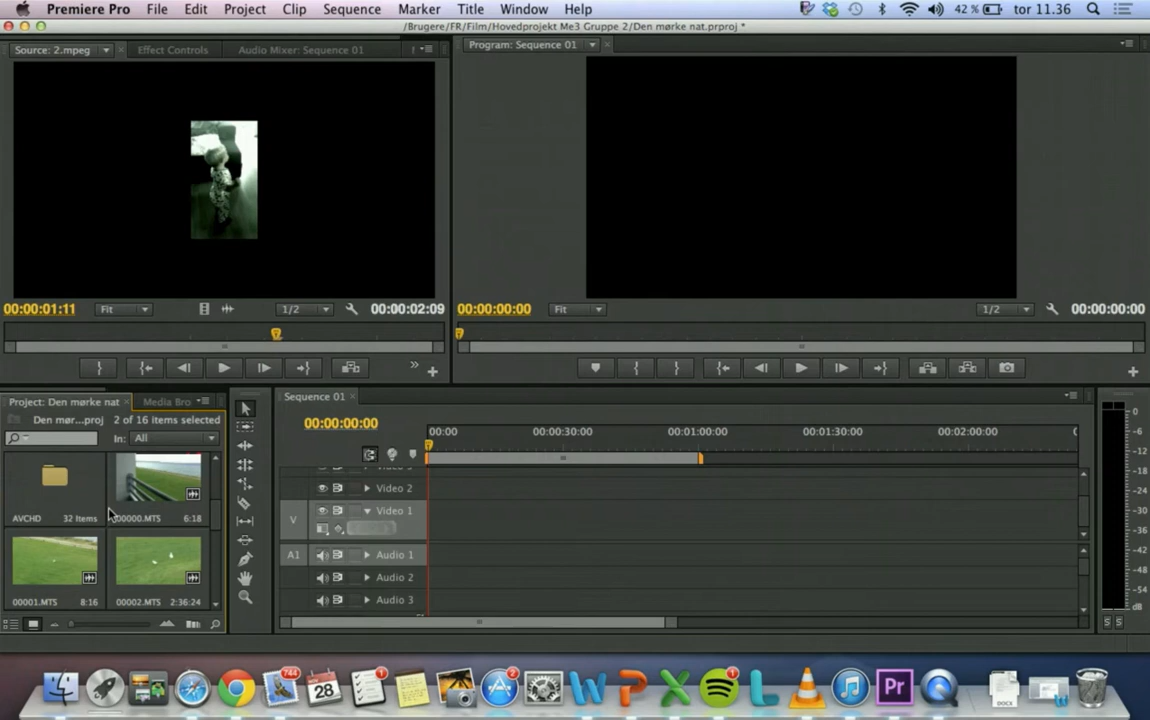 Premiere Pro File Edit Project Clip Sequence Marker Title Window Help 42 % tor 11.36
/Brugere/FR/Film/Hovedprojekt Me3 Gruppe 2/Den mørke nat.prproj *
Source: 2.mpeg Effect Controls Audio Mixer: Sequence 01
Program: Sequence 01
00:00:01:11 Fit 1/2 00:00:02:09
00:00:00:00 Fit 1/2 00:00:00:00
Project: Den mørke nat Media Bro
Den mør...proj 2 of 16 items selected
In: All
AVCHD 32 Items
00000.MTS 6:18
00001.MTS 8:16
00002.MTS 2:36:24
Sequence 01
00:00:00:00
00:00 00:00:30:00 00:01:00:00 00:01:30:00 00:02:00:00
Video 2
V Video 1
A1 Audio 1
Audio 2
Audio 3
0
-6
-12
-18
-24
-30
-36
-42
-48
-54
dB
S S
744
28
1
2
1
Pr
DOCX